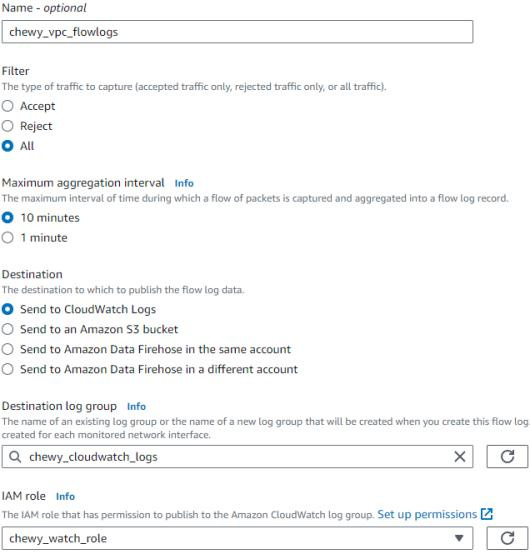 Name - optional
chewy_vpc_flowlogs
Filter
The type of traffic to capture (accepted traffic only, rejected traffic only, or all traffic).
Accept
Reject
All
Maximum aggregation interval Info
The maximum interval of time during which a flow of packets is captured and aggregated into a flow log record.
10 minutes
1 minute
Destination
The destination to which to publish the flow log data.
Send to CloudWatch Logs
Send to an Amazon S3 bucket
Send to Amazon Data Firehose in the same account
Send to Amazon Data Firehose in a different account
Destination log group Info
The name of an existing log group or the name of a new log group that will be created when you create this flow log
created for each monitored network interface.
chewy_cloudwatch_logs
IAM role Info
The IAM role that has permission to publish to the Amazon CloudWatch log group. Set up permissions
chewy_watch_role